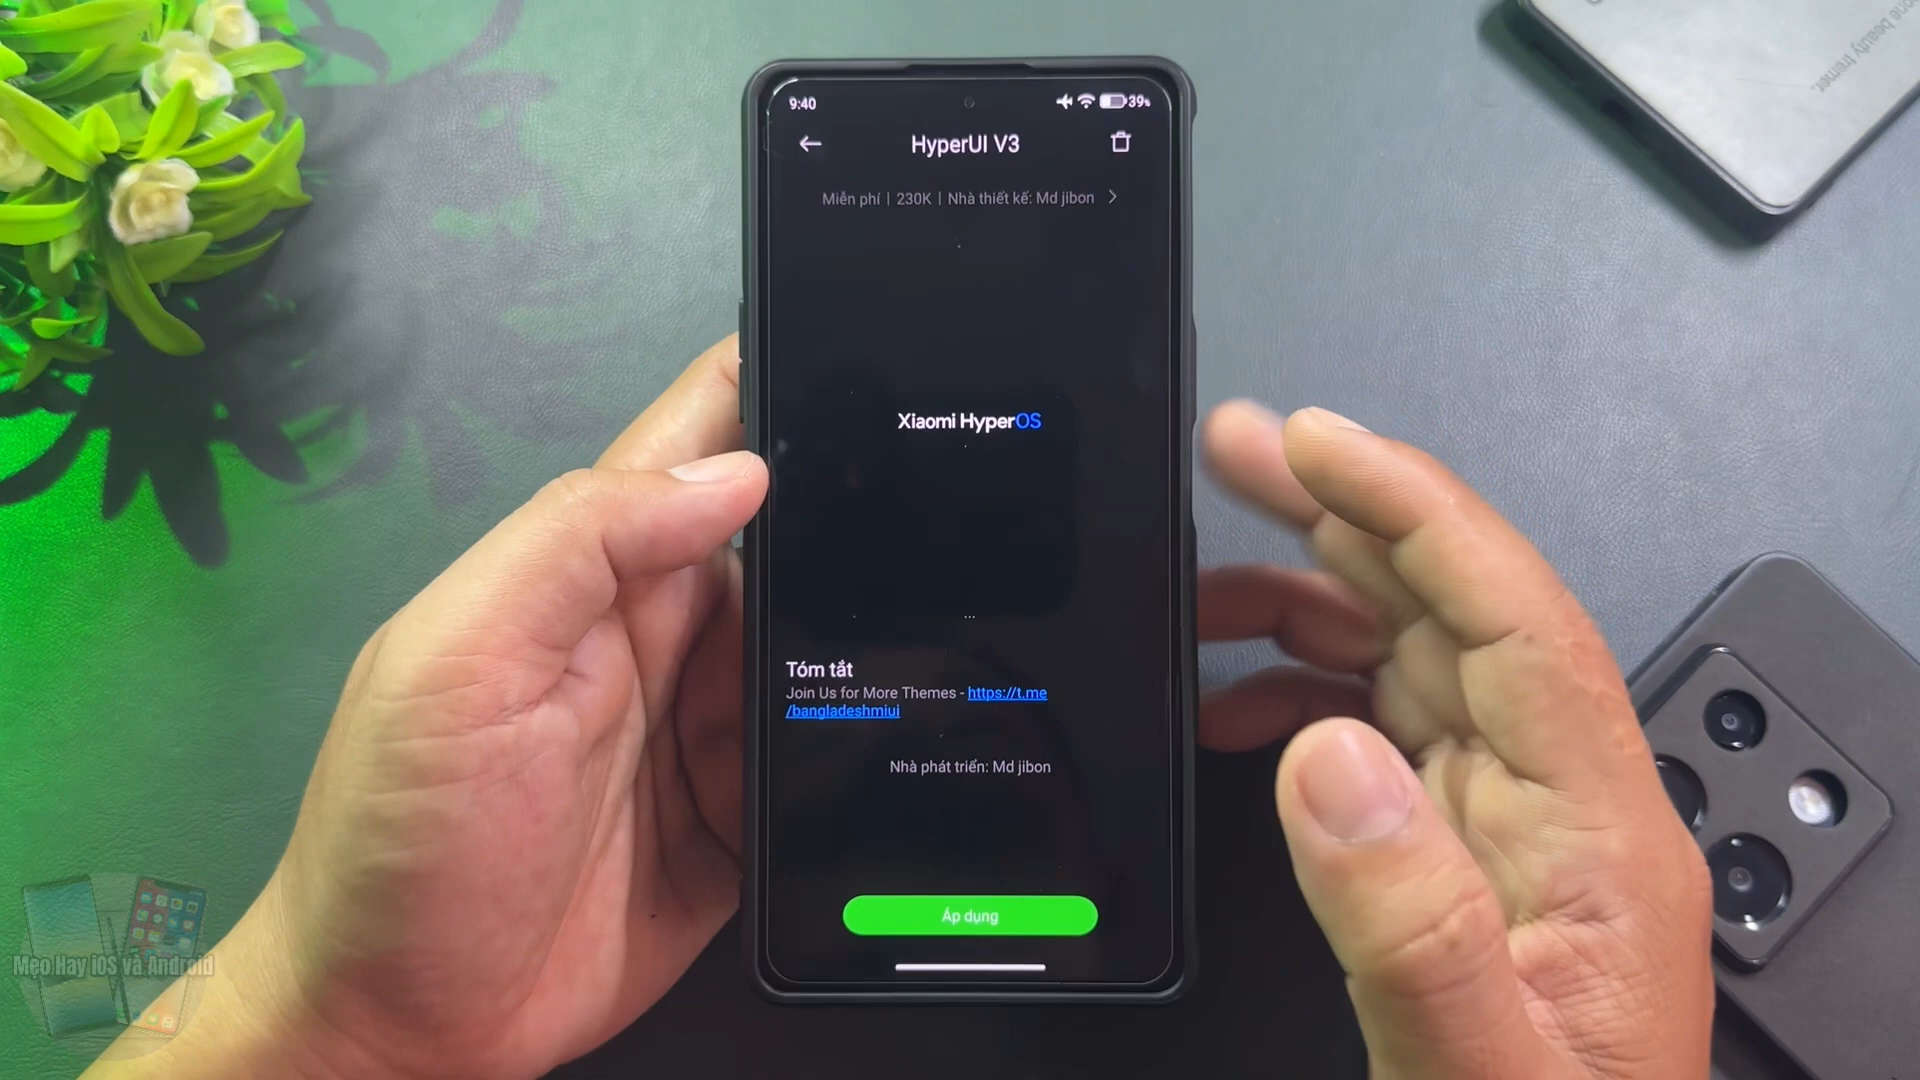 9:40
39%
HyperUI V3
Miễn phí | 230K | Nhà thiết kế: Md jibon
Xiaomi HyperOS
...
Tóm tắt
Join Us for More Themes - https://t.me
/bangladeshmiui
Nhà phát triển: Md jibon
Áp dụng
Mẹo Hay iOS và Android